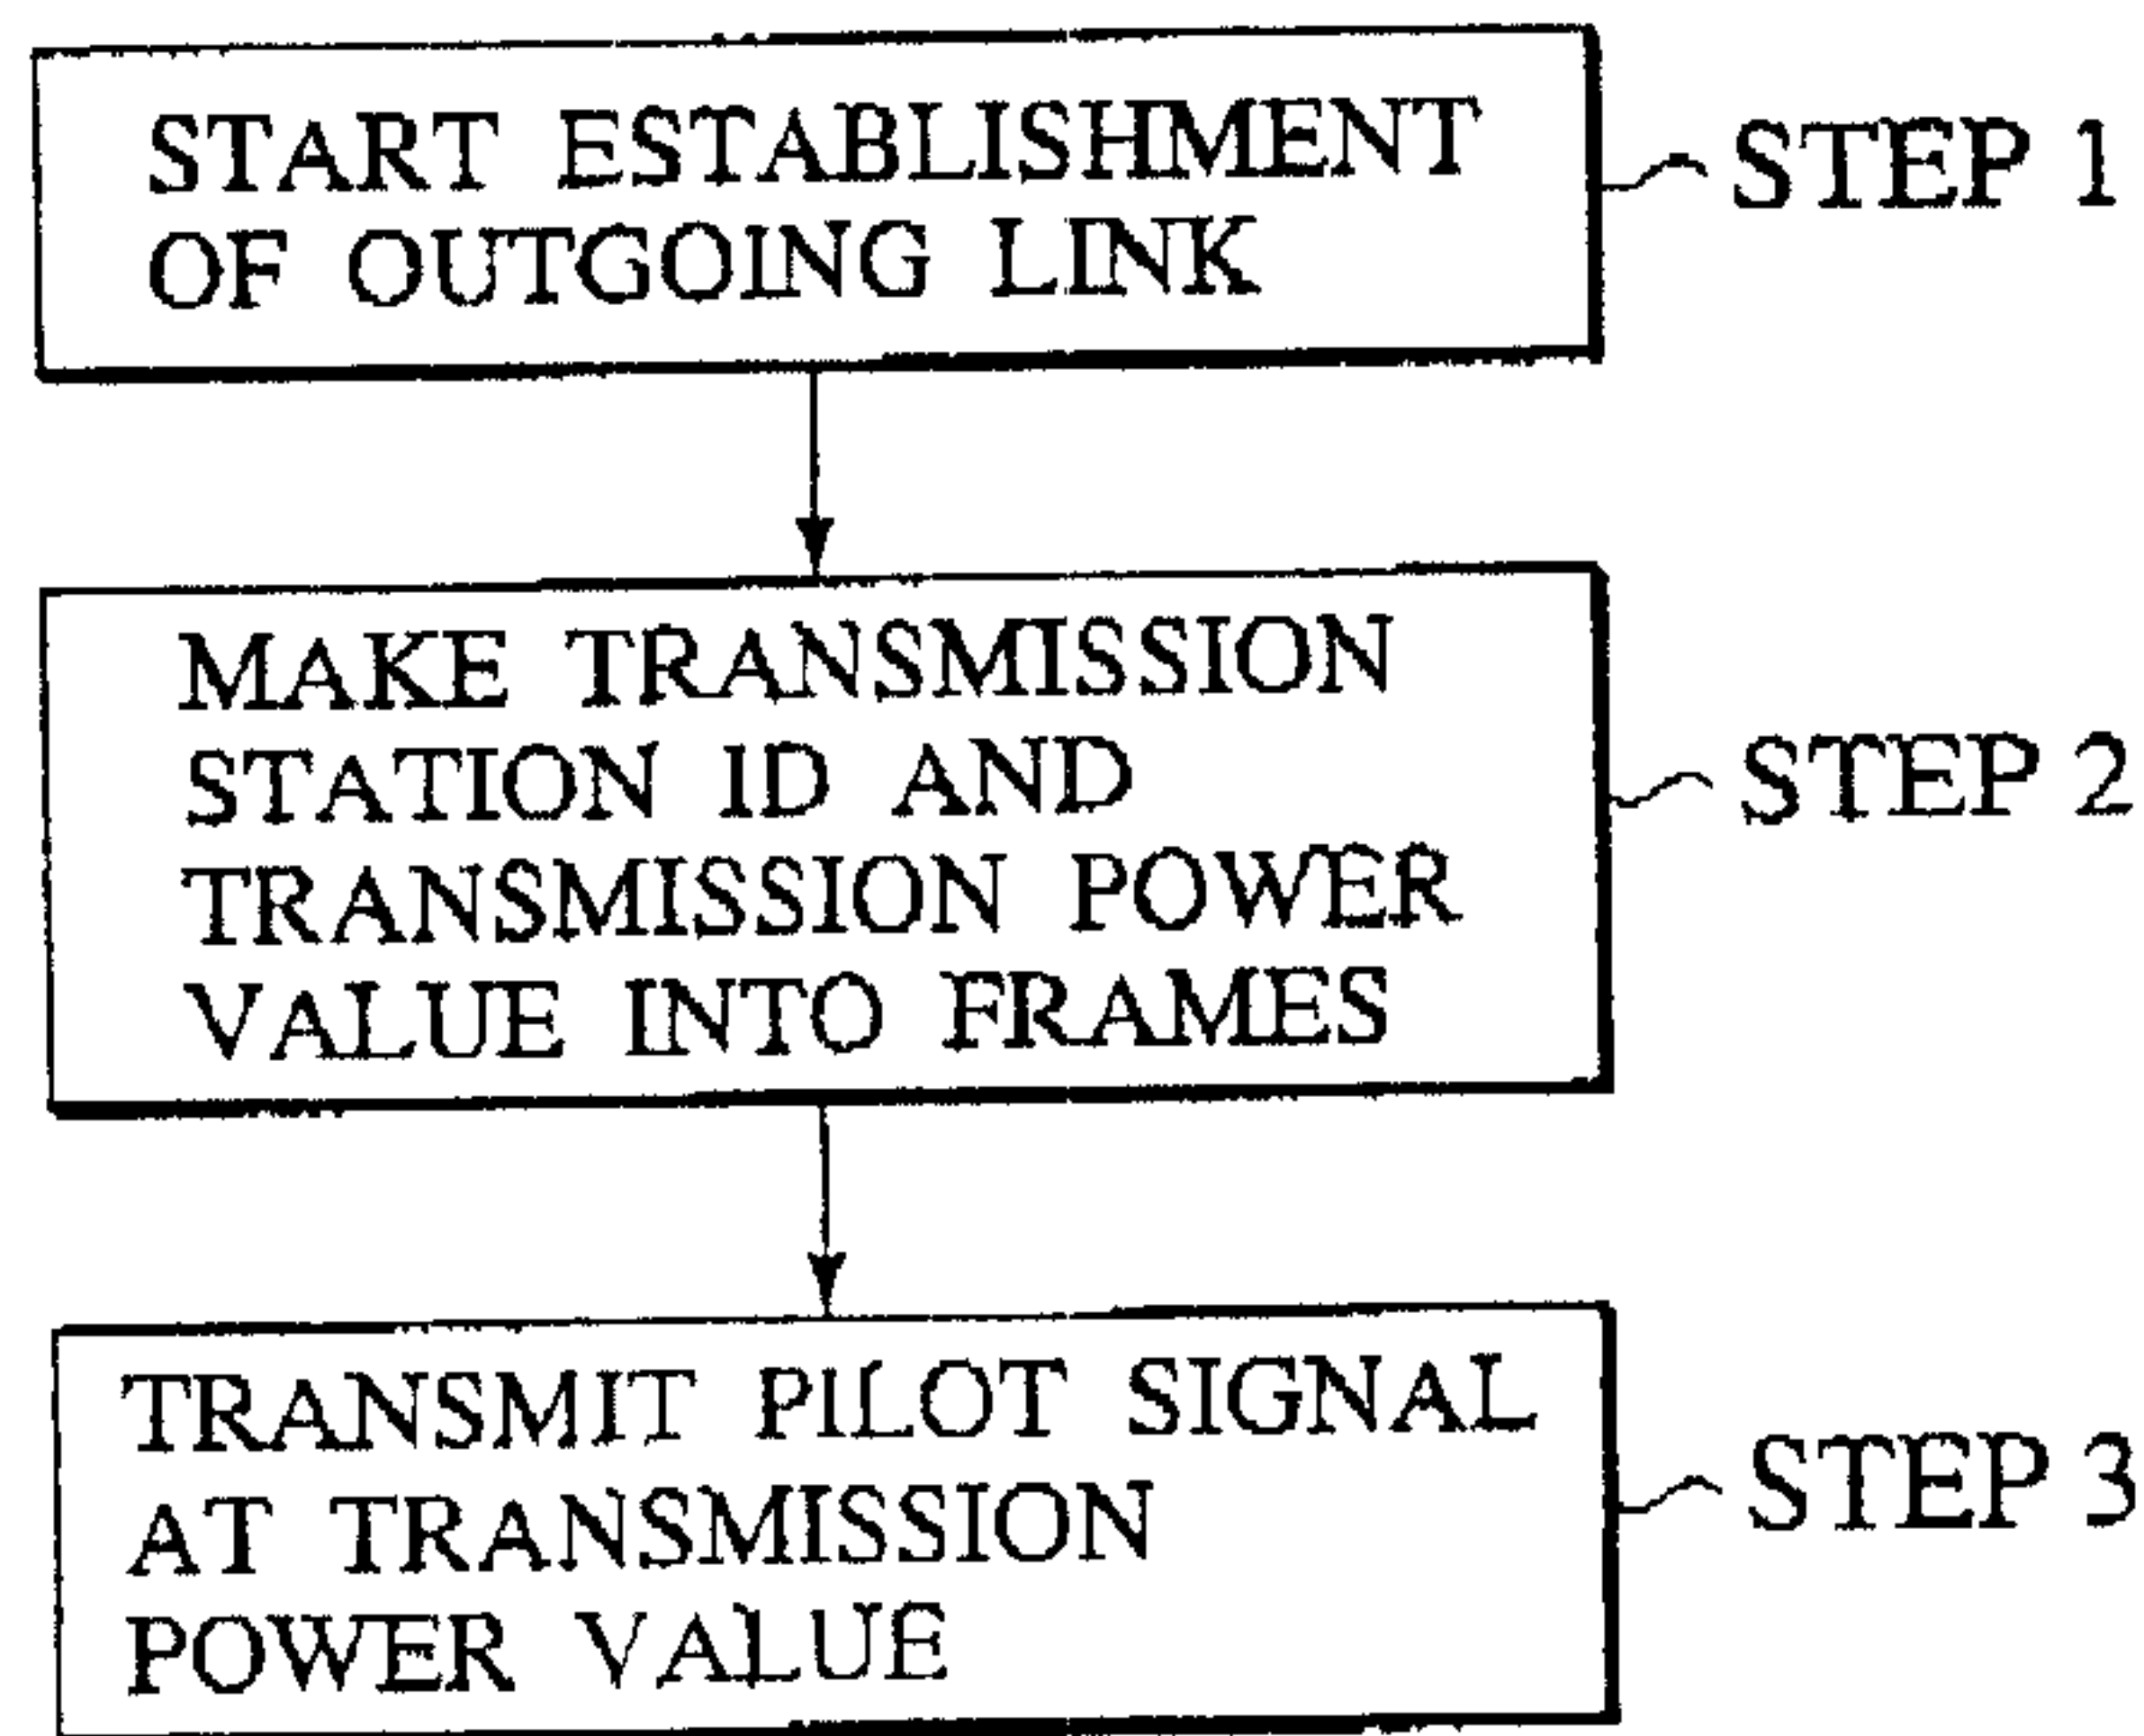 START ESTABLISHMENT
OF OUTGOING LINK
STEP 1
MAKE TRANSMISSION
STATION ID AND
TRANSMISSION POWER
VALUE INTO FRAMES
STEP 2
TRANSMIT PILOT SIGNAL
AT TRANSMISSION
POWER VALUE
STEP 3